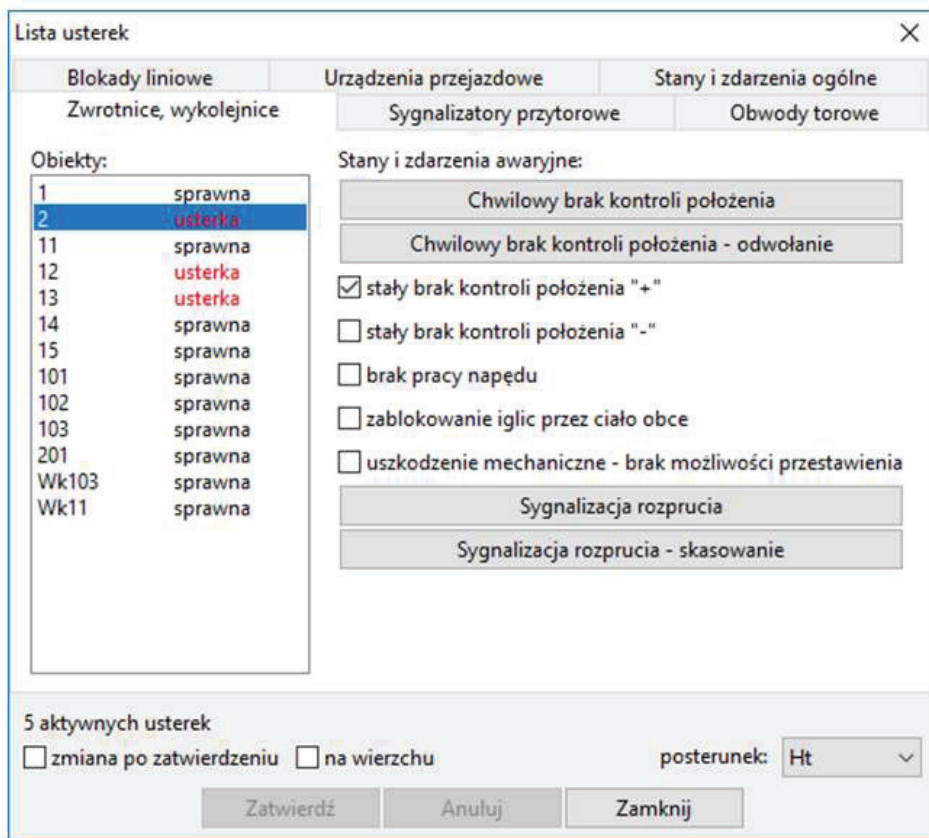 Lista usterek
Blokady liniowe Urządzenia przejazdowe Stany i zdarzenia ogólne
Zwrotnice, wykolejnice Sygnalizatory przytorowe Obwody torowe
Obiekty:
1 sprawna
2 usterka
11 sprawna
12 usterka
13 usterka
14 sprawna
15 sprawna
101 sprawna
102 sprawna
103 sprawna
201 sprawna
Wk103 sprawna
Wk11 sprawna
Stany i zdarzenia awaryjne:
Chwilowy brak kontroli położenia
Chwilowy brak kontroli położenia - odwołanie
stały brak kontroli położenia "+"
stały brak kontroli położenia "-"
brak pracy napędu
zablokowanie iglic przez ciało obce
uszkodzenie mechaniczne - brak możliwości przestawienia
Sygnalizacja rozprucia
Sygnalizacja rozprucia - skasowanie
5 aktywnych usterek
zmiana po zatwierdzeniu na wierzchu posterunek: Ht
Zatwierdź Anuluj Zamknij